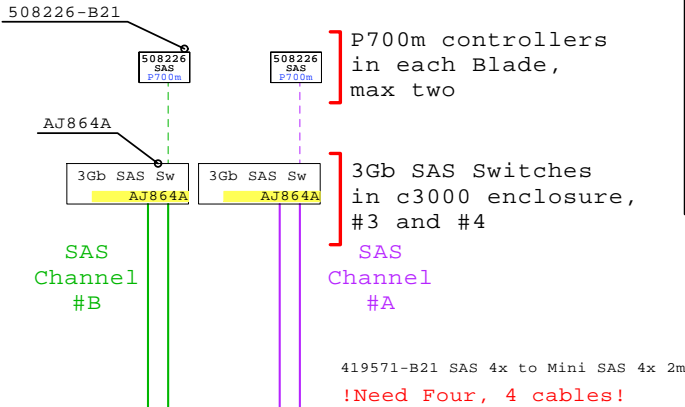 508226-B21
508226
SAS
P700m
508226
SAS
P700m
P700m controllers
in each Blade,
max two
AJ864A
3Gb SAS Sw
AJ864A
3Gb SAS Sw
AJ864A
3Gb SAS Switches
in c3000 enclosure,
#3 and #4
SAS
Channel
#B
SAS
Channel
#A
419571-B21 SAS 4x to Mini SAS 4x 2m
!Need Four, 4 cables!